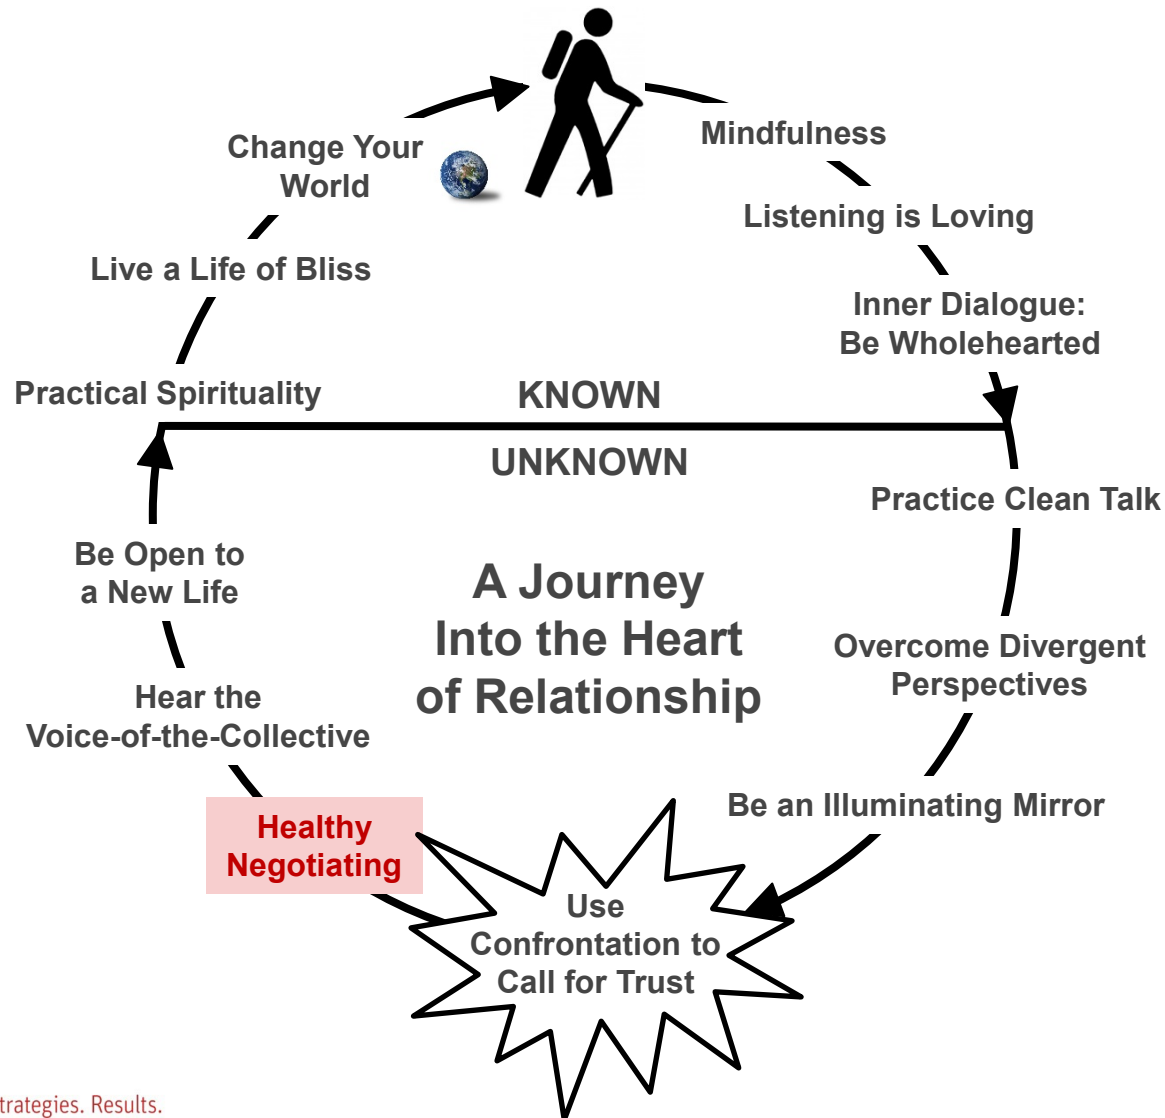 Mindfulness
Listening is Loving
Inner Dialogue:
Be Wholehearted
KNOWN
UNKNOWN
Practice Clean Talk
Overcome Divergent
Perspectives
Be an Illuminating Mirror
Use
Confrontation to
Call for Trust
Healthy
Negotiating
Hear the
Voice-of-the-Collective
Be Open to
a New Life
Practical Spirituality
Live a Life of Bliss
Change Your
World
A Journey
Into the Heart
of Relationship
Results.